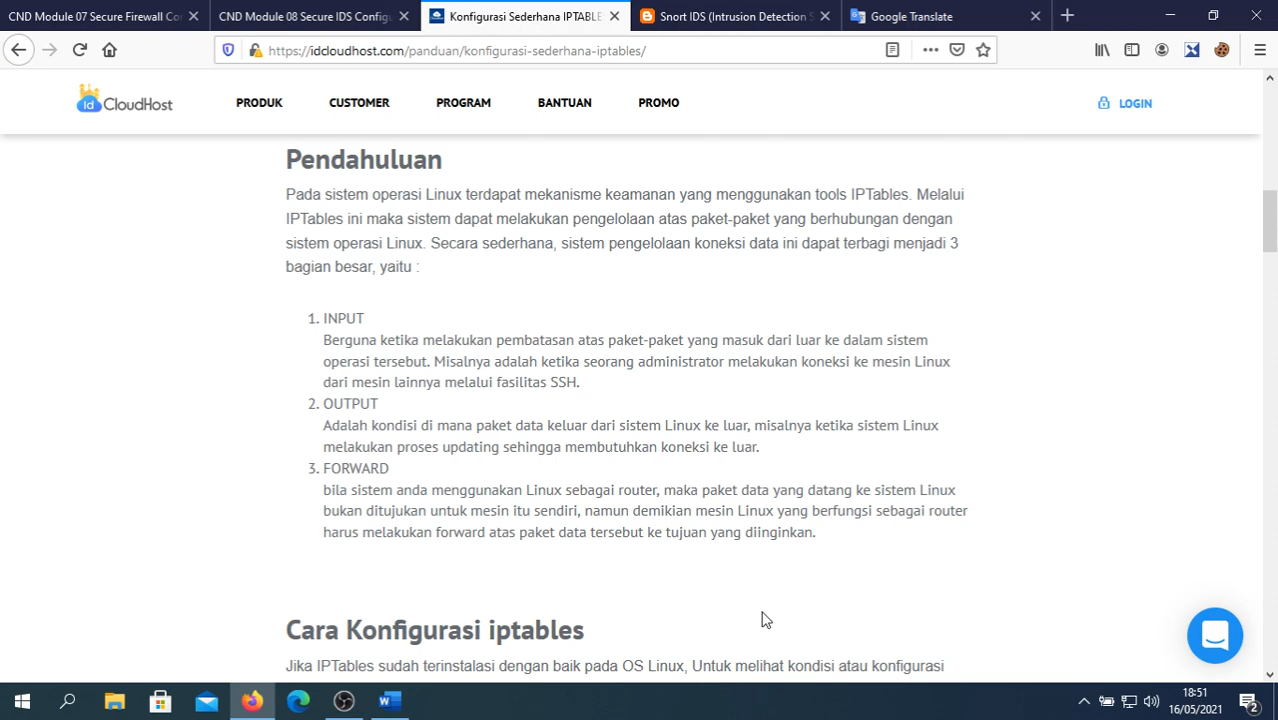 CND Module 07 Secure Firewall Cor
CND Module 08 Secure IDS Configu
Konfigurasi Sederhana IPTABLE
Snort IDS (Intrusion Detection S
Google Translate
https://idcloudhost.com/panduan/konfigurasi-sederhana-iptables/
Id CloudHost
PRODUK
CUSTOMER
PROGRAM
BANTUAN
PROMO
LOGIN
Pendahuluan
Pada sistem operasi Linux terdapat mekanisme keamanan yang menggunakan tools IPTables. Melalui
IPTables ini maka sistem dapat melakukan pengelolaan atas paket-paket yang berhubungan dengan
sistem operasi Linux. Secara sederhana, sistem pengelolaan koneksi data ini dapat terbagi menjadi 3
bagian besar, yaitu :
1. INPUT
Berguna ketika melakukan pembatasan atas paket-paket yang masuk dari luar ke dalam sistem
operasi tersebut. Misalnya adalah ketika seorang administrator melakukan koneksi ke mesin Linux
dari mesin lainnya melalui fasilitas SSH.
2. OUTPUT
Adalah kondisi di mana paket data keluar dari sistem Linux ke luar, misalnya ketika sistem Linux
melakukan proses updating sehingga membutuhkan koneksi ke luar.
3. FORWARD
bila sistem anda menggunakan Linux sebagai router, maka paket data yang datang ke sistem Linux
bukan ditujukan untuk mesin itu sendiri, namun demikian mesin Linux yang berfungsi sebagai router
harus melakukan forward atas paket data tersebut ke tujuan yang diinginkan.
Cara Konfigurasi iptables
Jika IPTables sudah terinstalasi dengan baik pada OS Linux, Untuk melihat kondisi atau konfigurasi
18:51
16/05/2021
2